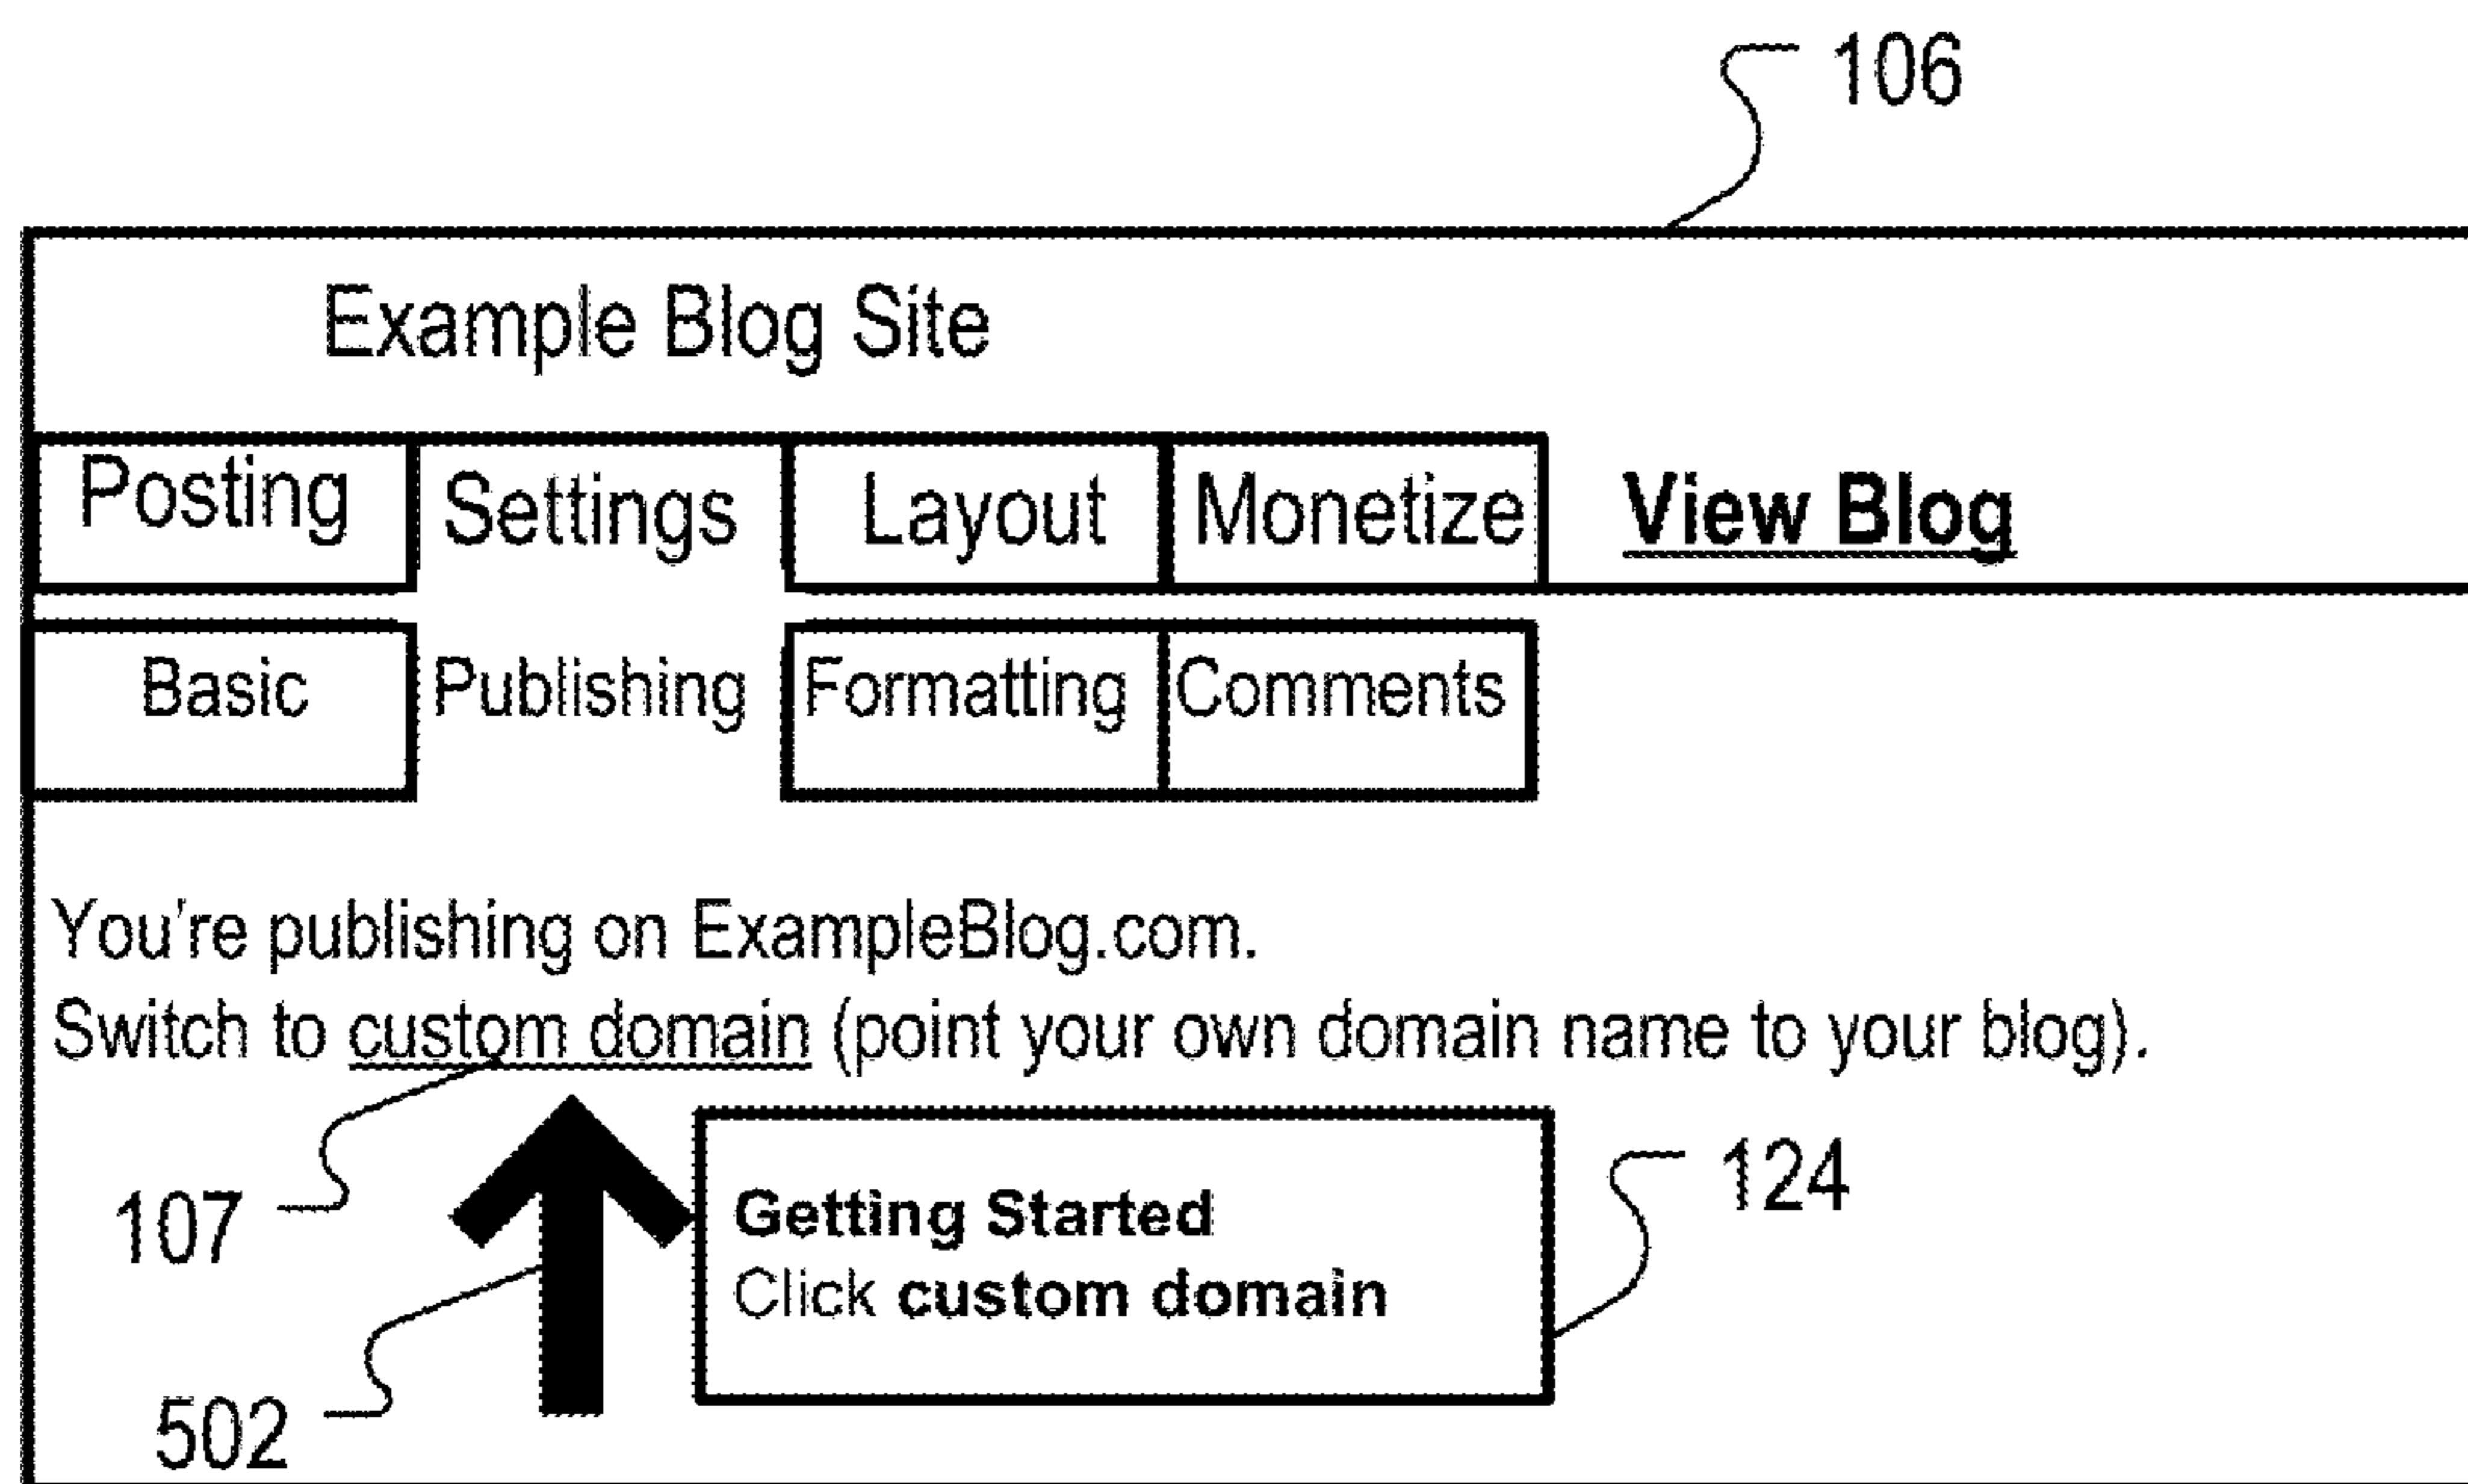 106
Example Blog Site
Posting Settings Layout Monetize View Blog
Basic Publishing Formatting Comments
You're publishing on ExampleBlog.com.
Switch to custom domain (point your own domain name to your blog).
107
Getting Started
Click custom domain
124
502